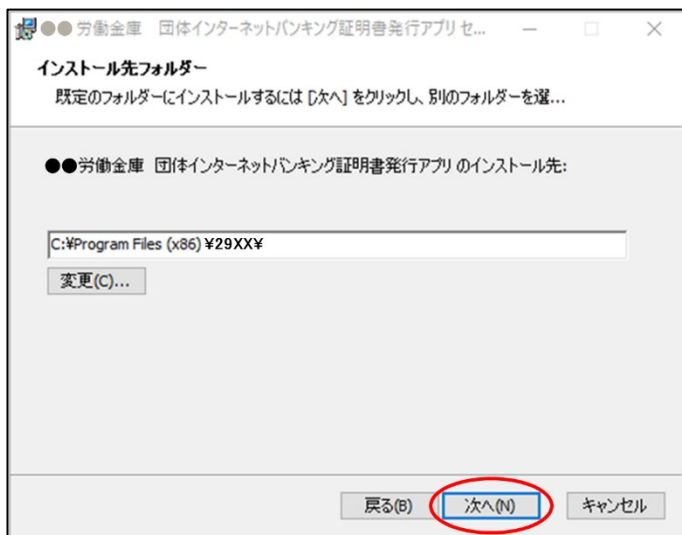 ●● 労働金庫 団体インターネットバンキング証明書発行アプリ セ...
インストール先フォルダー
既定のフォルダーにインストールするには [次へ] をクリックし、別のフォルダーを選...
●●労働金庫 団体インターネットバンキング証明書発行アプリ のインストール先:
C:¥Program Files (x86) ¥29XX¥
変更(C)...
戻る(B) 次へ(N) キャンセル